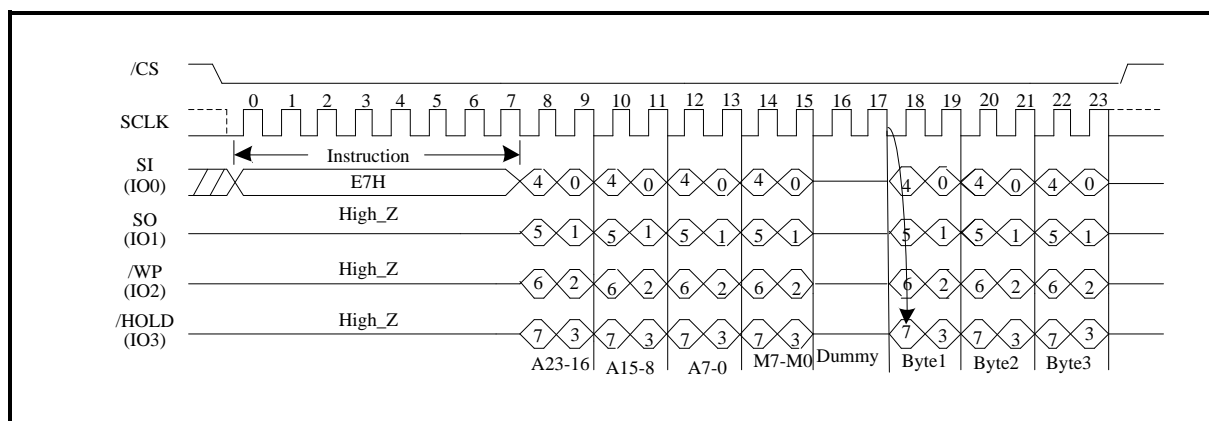 /CS
0 1 2 3 4 5 6 7 8 9 10 11 12 13 14 15 16 17 18 19 20 21 22 23
SCLK
Instruction
SI
(IO0)
E7H
4 0 4 0 4 0 4 0 4 0 4 0 4 0
High_Z
SO
(IO1)
5 1 5 1 5 1 5 1 5 1 5 1 5 1
High_Z
/WP
(IO2)
6 2 6 2 6 2 6 2 6 2 6 2 6 2
High_Z
/HOLD
(IO3)
7 3 7 3 7 3 7 3 7 3 7 3 7 3
A23-16 A15-8 A7-0 M7-M0 Dummy Byte1 Byte2 Byte3